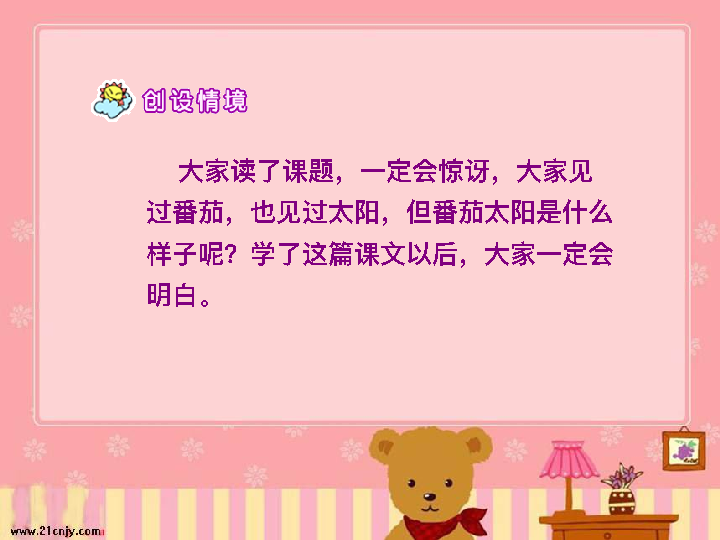 创设情境
大家读了课题，一定会惊讶，大家见
过番茄，也见过太阳，但番茄太阳是什么
样子呢？学了这篇课文以后，大家一定会
明白。
www.21cnjy.com